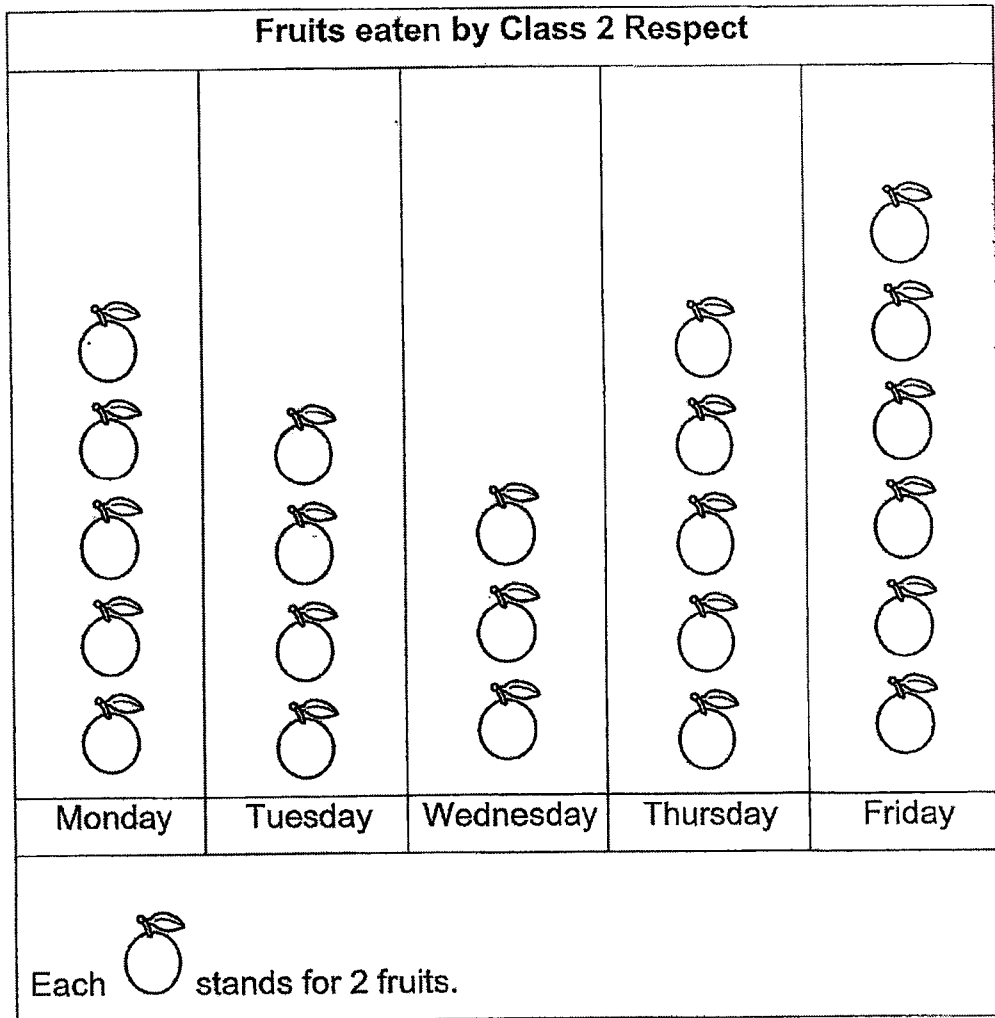 Fruits eaten by Class 2 Respect
Monday Tuesday Wednesday Thursday Friday
Each stands for 2 fruits.